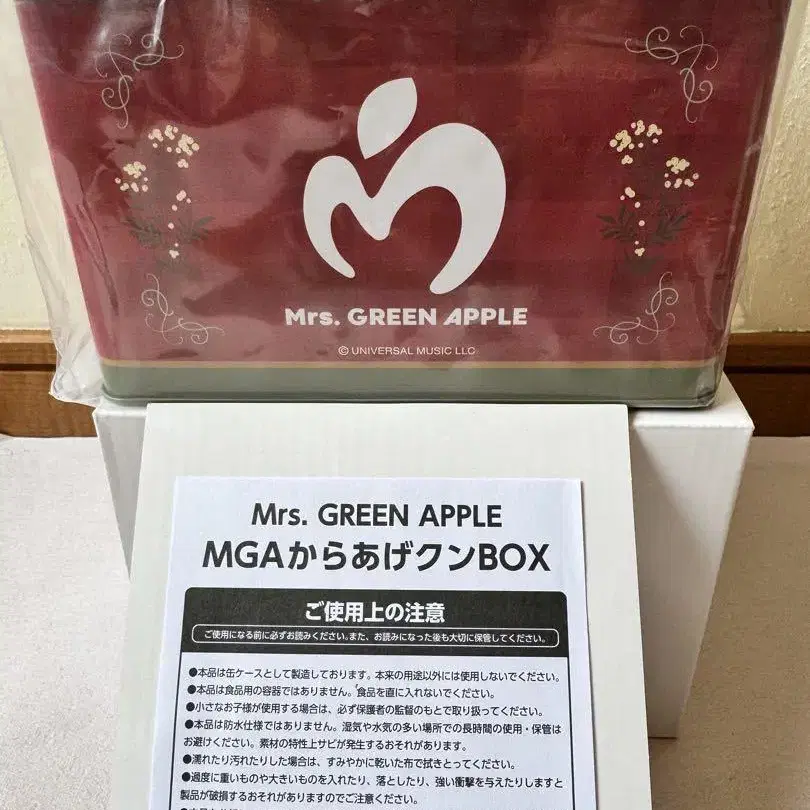 Mrs. GREEN APPLE
© UNIVERSAL MUSIC LLC
Mrs. GREEN APPLE
MGAからあげクンBOX
ご使用上の注意
ご使用になる前に必ずお読みください。また、お読みになった後も大切に保管してください。
●本品は缶ケースとして製造しております。本来の用途以外には使用しないでください。
●本品は食品用の容器ではありません。食品を直に入れないでください。
●小さなお子様が使用する場合は、必ず保護者の監督のもとで取り扱ってください。
●本品は防水仕様ではありません。湿気や水気の多い場所での長時間の使用・保管は
お避けください。素材の特性上サビが発生するおそれがあります。
●濡れたり汚れたりした場合は、すみやかに乾いた布で拭きとってください。
●過度に重いものや大きいものを入れたり、落としたり、強い衝撃を与えたりしますと
製品が破損するおそれがありますのでご注意ください。